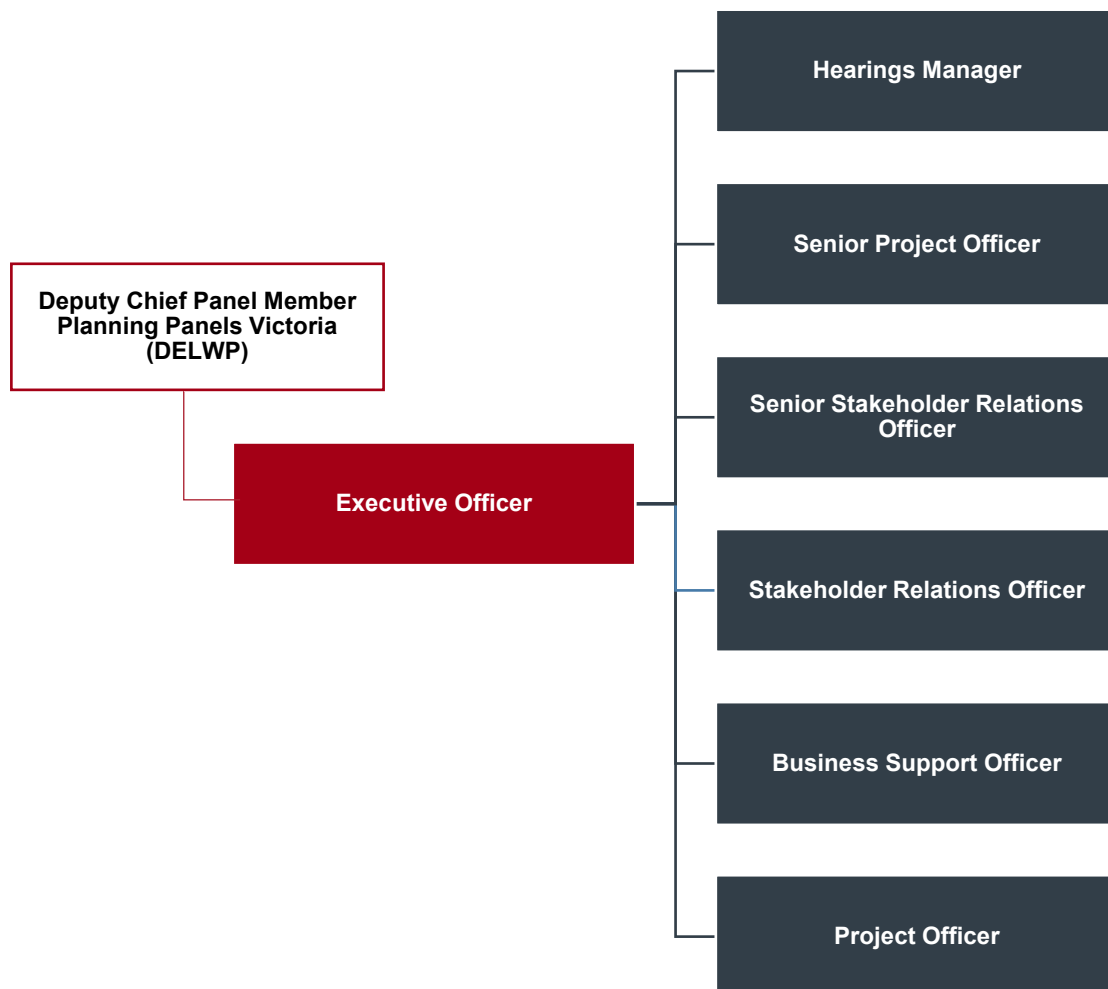 Hearings Manager
Senior Project Officer
Deputy Chief Panel Member
Planning Panels Victoria
(DELWP)
Senior Stakeholder Relations
Officer
Executive Officer
Stakeholder Relations Officer
Business Support Officer
Project Officer